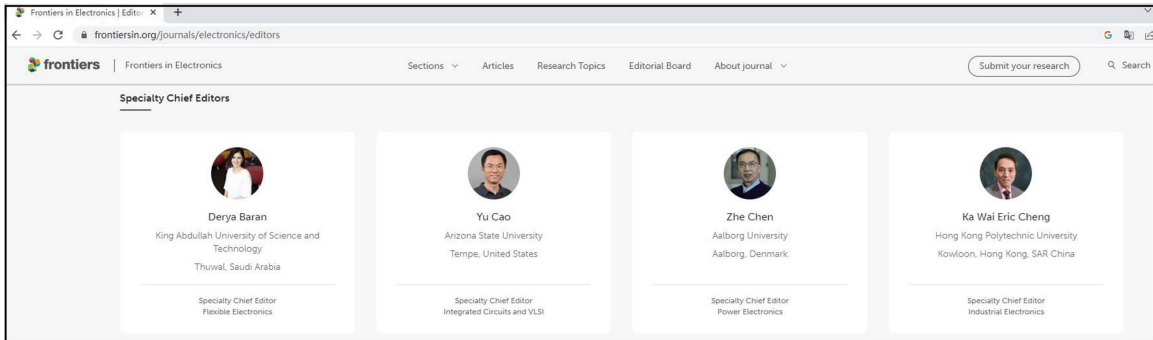 Frontiers in Electronics | Edito
frontiersin.org/journals/electronics/editors
frontiers | Frontiers in Electronics Sections Articles Research Topics Editorial Board About journal Submit your research Search
Specialty Chief Editors
Derya Baran
King Abdullah University of Science and
Technology
Thuwal, Saudi Arabia
Specialty Chief Editor
Flexible Electronics
Yu Cao
Arizona State University
Tempe, United States
Specialty Chief Editor
Integrated Circuits and VLSI
Zhe Chen
Aalborg University
Aalborg, Denmark
Specialty Chief Editor
Power Electronics
Ka Wai Eric Cheng
Hong Kong Polytechnic University
Kowloon, Hong Kong, SAR China
Specialty Chief Editor
Industrial Electronics